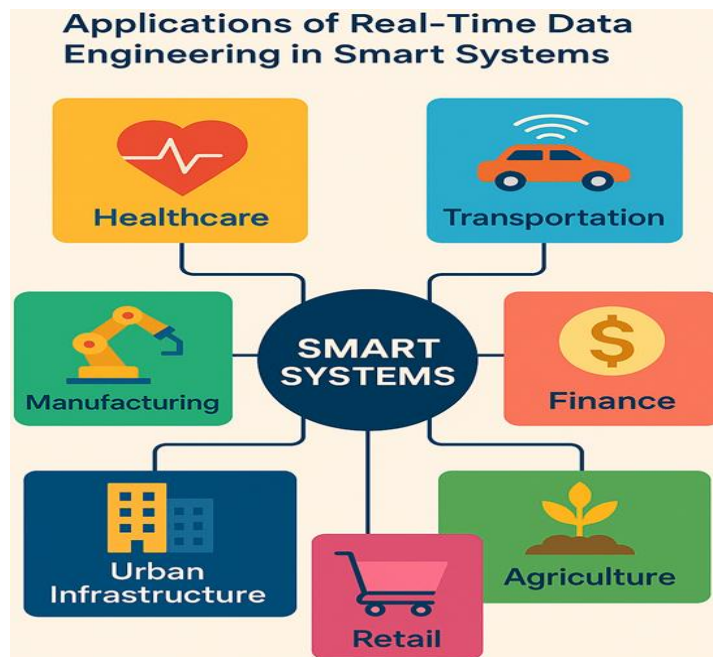 Applications of Real-Time Data
Engineering in Smart Systems
Healthcare
Transportation
SMART
SYSTEMS
Manufacturing
$
Finance
Urban
Infrastructure
Retail
Agriculture